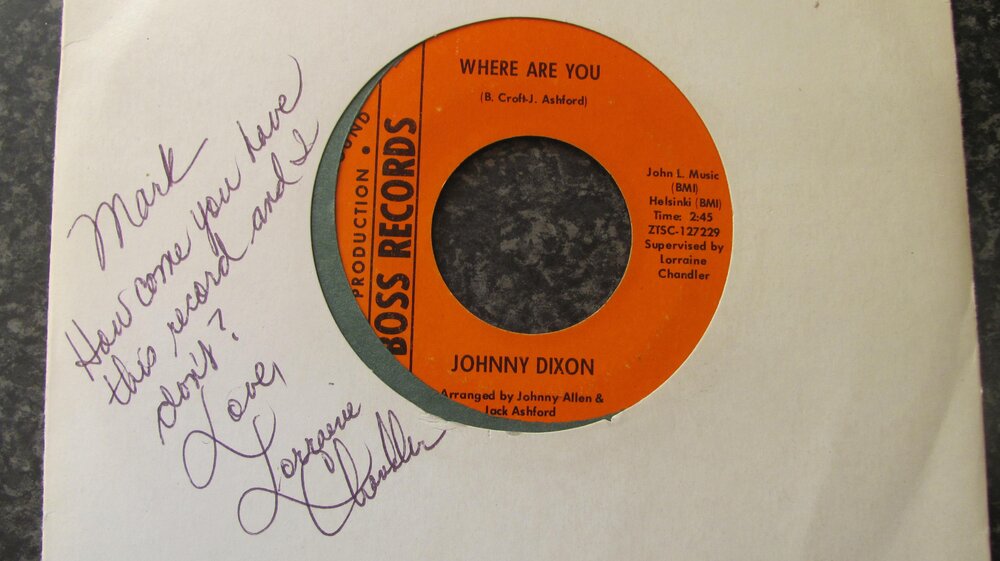 Mark
How come you have
this record and I
don't?
Love,
Lorraine
Chandler
WHERE ARE YOU
(B. Croft-J. Ashford)
PRODUCTION • 
BOSS RECORDS
John L. Music
(BMI)
Helsinki (BMI)
Time: 2:45
ZTSC-127229
Supervised by
Lorraine
Chandler
JOHNNY DIXON
Arranged by Johnny Allen &
Jack Ashford